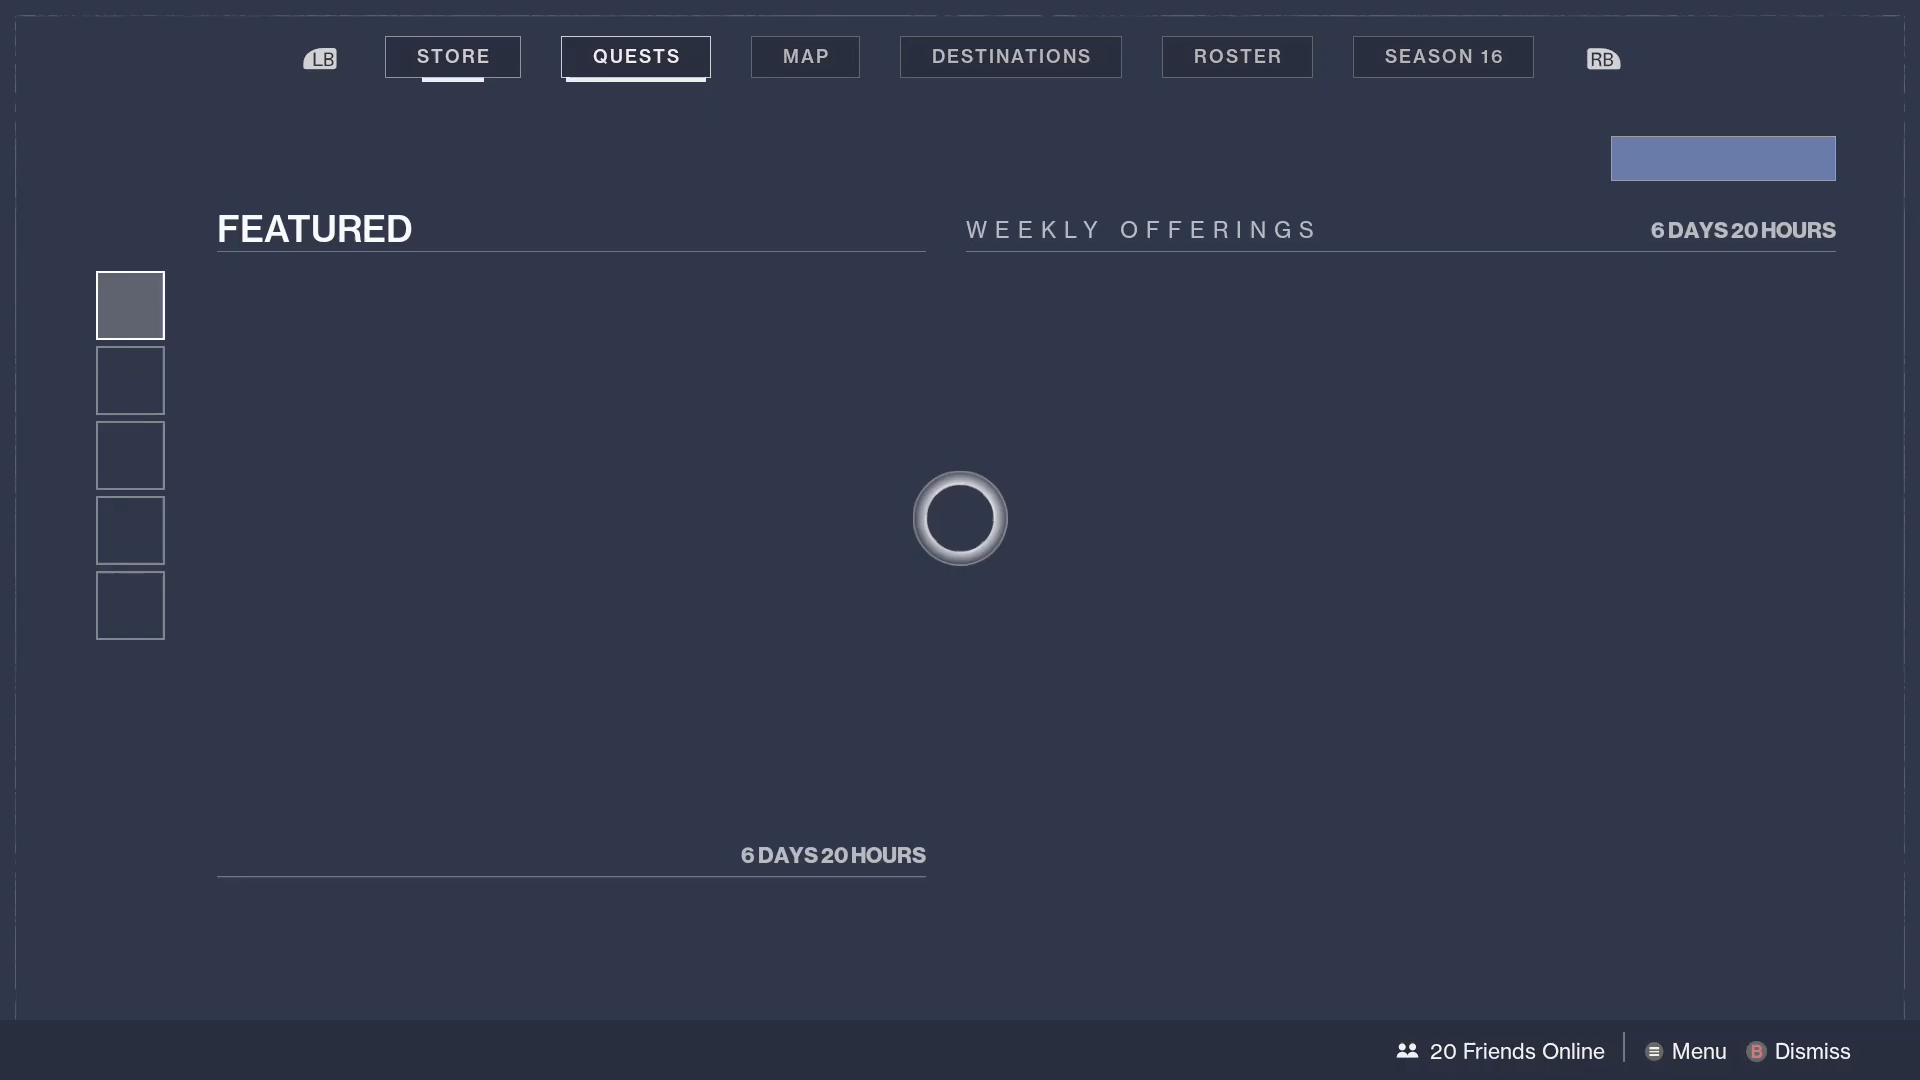 LB STORE QUESTS MAP DESTINATIONS ROSTER SEASON 16 RB
FEATURED
WEEKLY OFFERINGS 6 DAYS 20 HOURS
6 DAYS 20 HOURS
20 Friends Online Menu B Dismiss